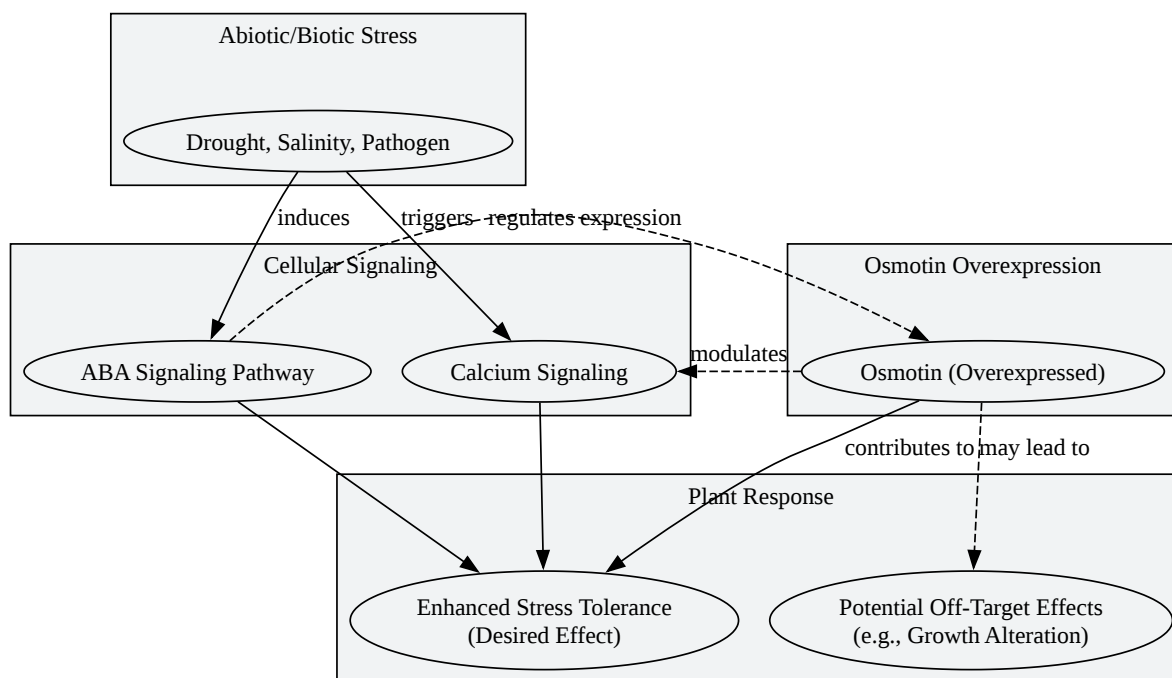 Abiotic/Biotic Stress
Drought, Salinity, Pathogen
induces
triggers
regulates expression
Cellular Signaling
Osmotin Overexpression
ABA Signaling Pathway
Calcium Signaling
modulates
Osmotin (Overexpressed)
contributes to
may lead to
Plant Response
Enhanced Stress Tolerance
(Desired Effect)
Potential Off-Target Effects
(e.g., Growth Alteration)